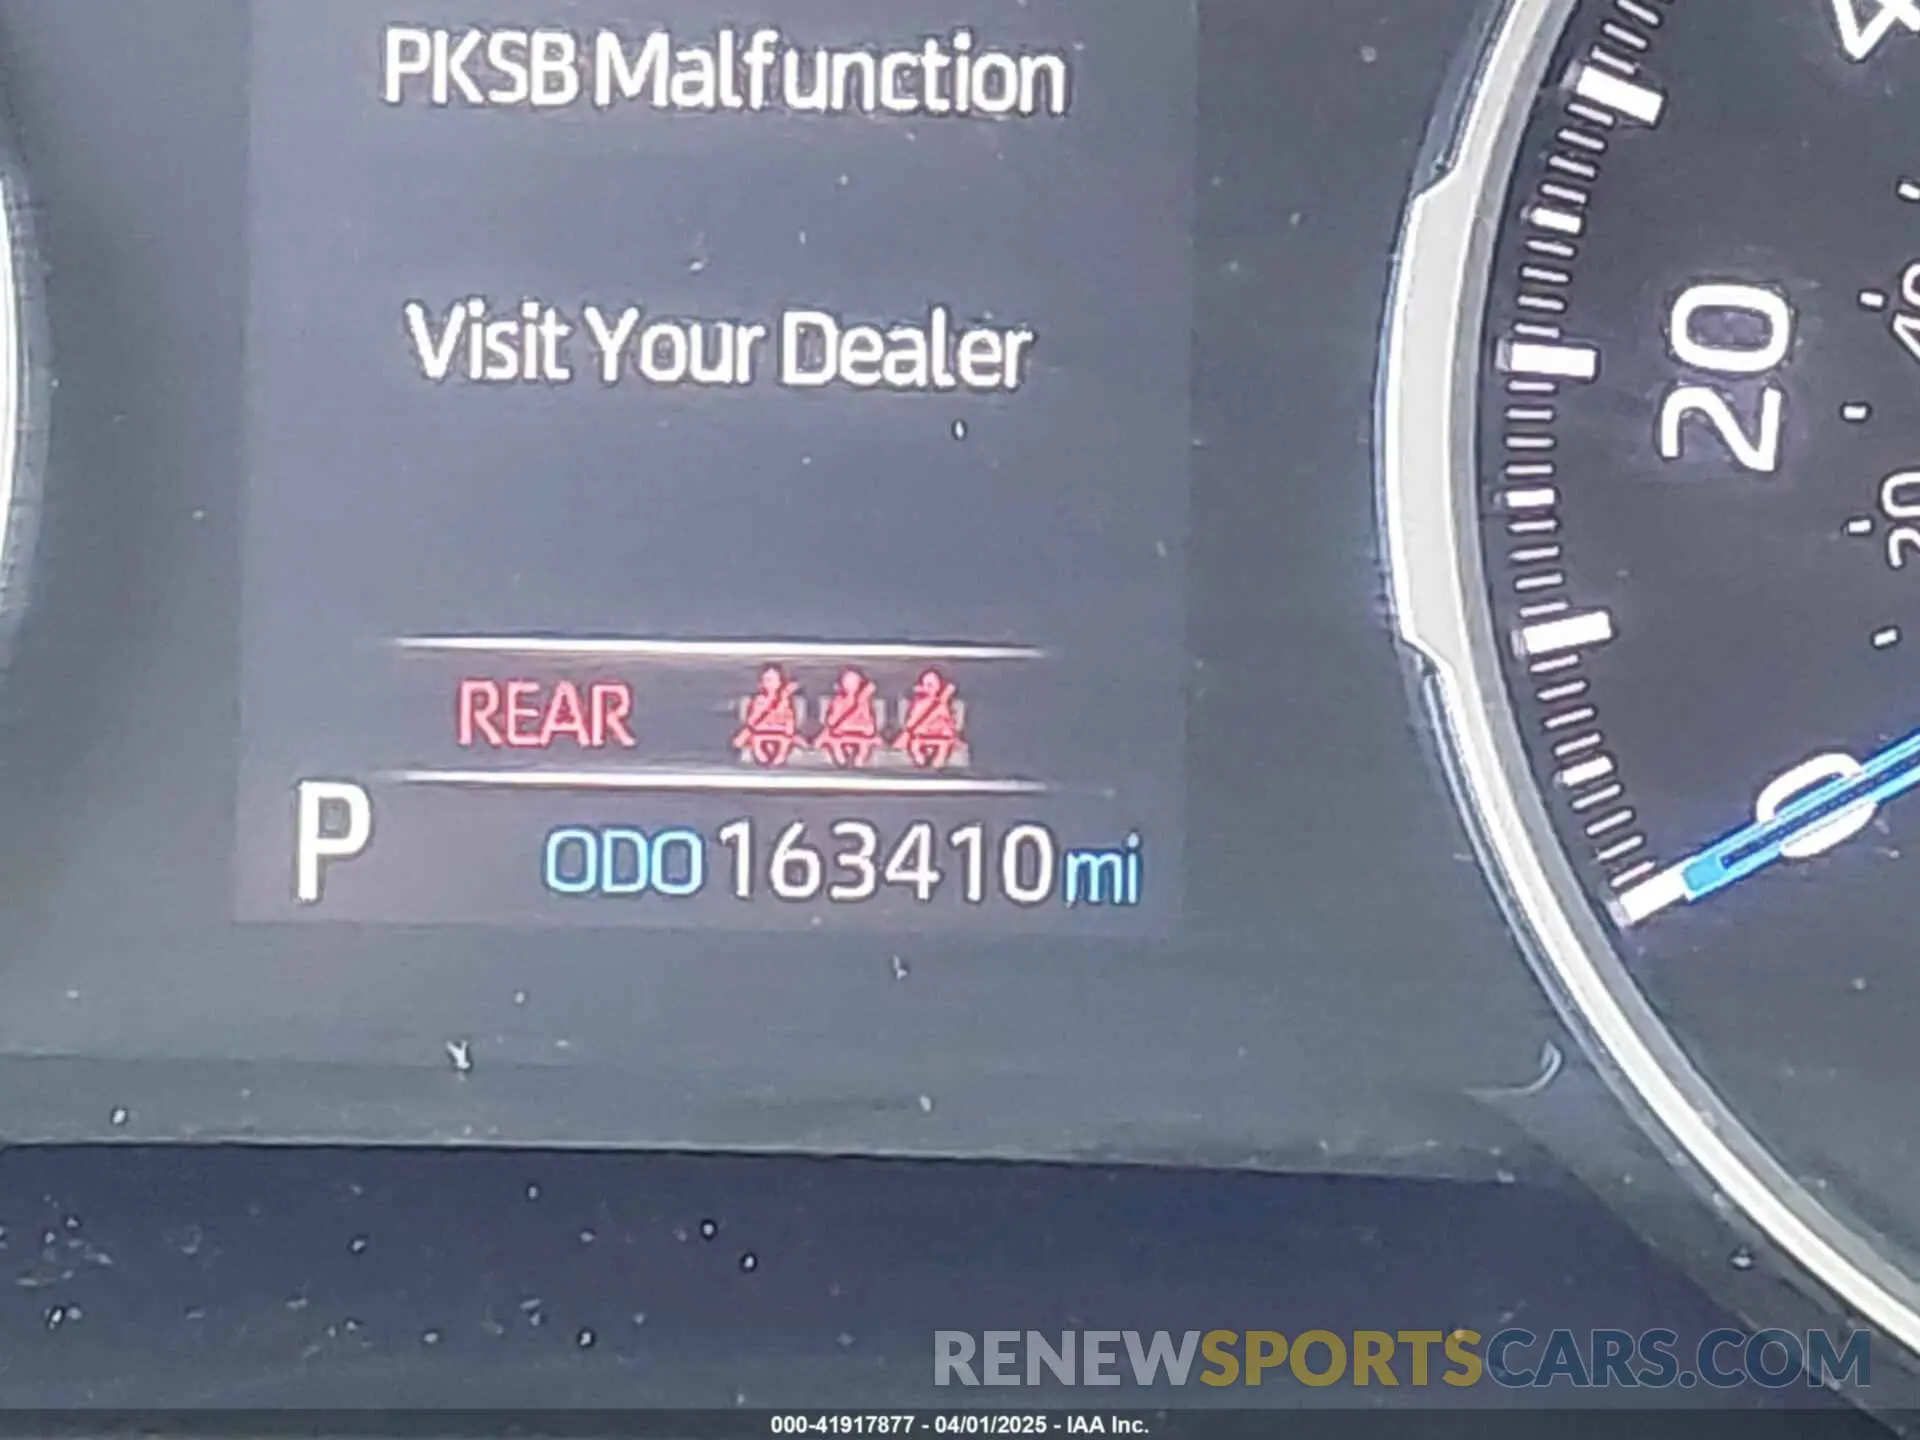 PKSB Malfunction
Visit Your Dealer
REAR
P ODO 163410 mi
20
0
RENEWSPORTSCARS.COM
000-41917877 - 04/01/2025 - IAA Inc.